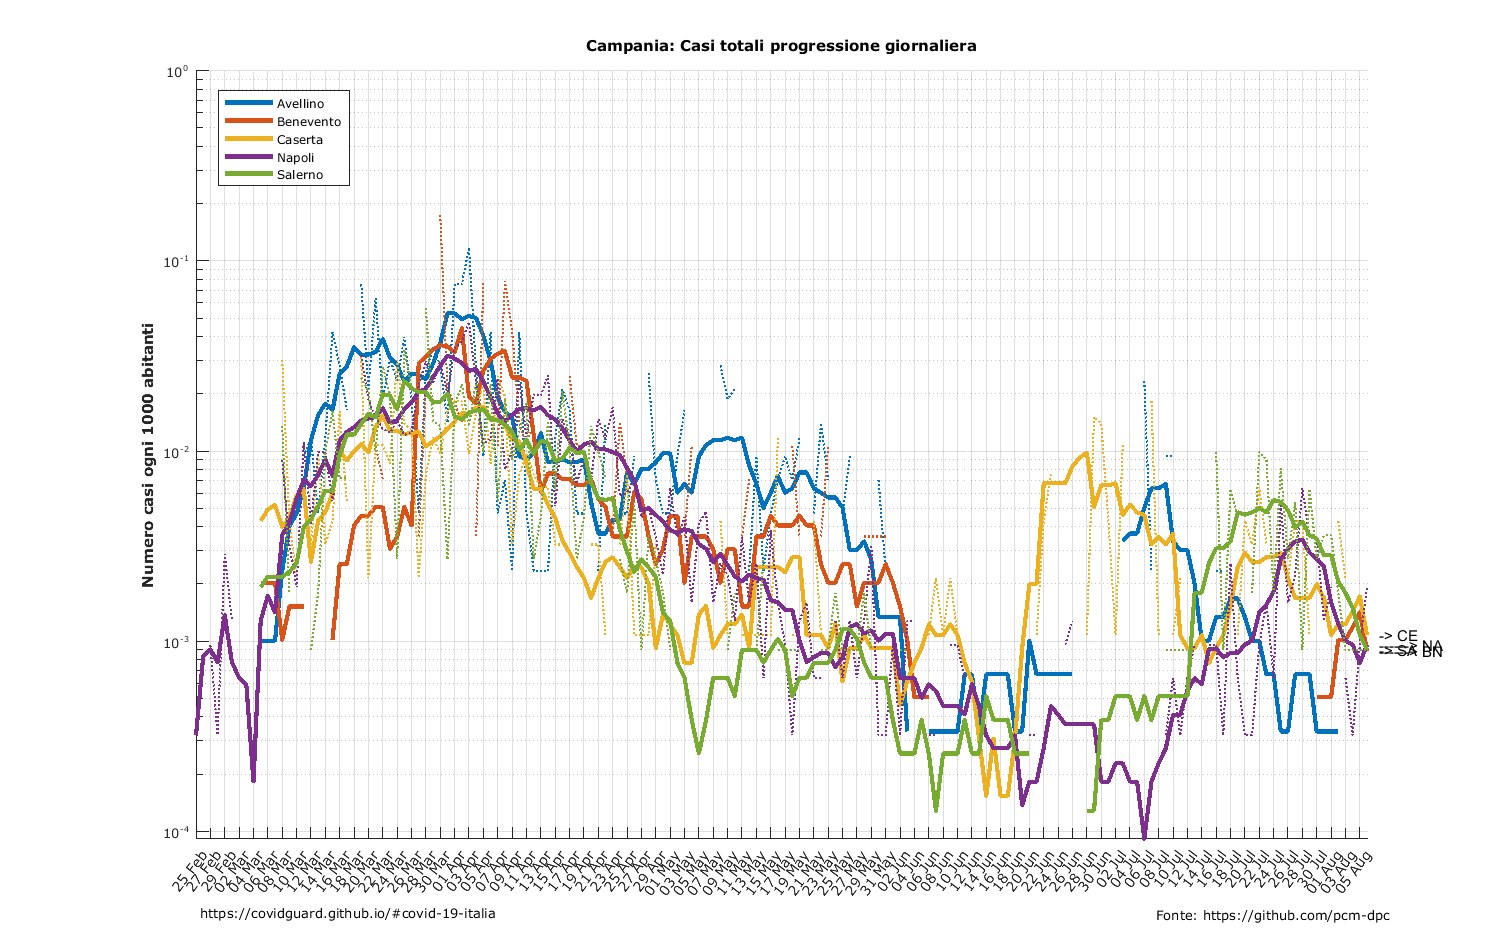 Campania: Casi totali progressione giornaliera
Numero casi ogni 1000 abitanti
10⁰
10⁻¹
10⁻²
10⁻³
10⁻⁴
Avellino
Benevento
Caserta
Napoli
Salerno
-> CE
-> NA
-> SA BN
25 Feb
27 Feb
29 Feb
02 Mar
04 Mar
06 Mar
08 Mar
10 Mar
12 Mar
14 Mar
16 Mar
18 Mar
20 Mar
22 Mar
24 Mar
26 Mar
28 Mar
30 Mar
01 Apr
03 Apr
05 Apr
07 Apr
09 Apr
11 Apr
13 Apr
15 Apr
17 Apr
19 Apr
21 Apr
23 Apr
25 Apr
27 Apr
29 Apr
01 May
03 May
05 May
07 May
09 May
11 May
13 May
15 May
17 May
19 May
21 May
23 May
25 May
27 May
29 May
31 May
02 Jun
04 Jun
06 Jun
08 Jun
10 Jun
12 Jun
14 Jun
16 Jun
18 Jun
20 Jun
22 Jun
24 Jun
26 Jun
28 Jun
30 Jun
02 Jul
04 Jul
06 Jul
08 Jul
10 Jul
12 Jul
14 Jul
16 Jul
18 Jul
20 Jul
22 Jul
24 Jul
26 Jul
28 Jul
30 Jul
01 Aug
03 Aug
05 Aug
https://covidguard.github.io/#covid-19-italia
Fonte: https://github.com/pcm-dpc